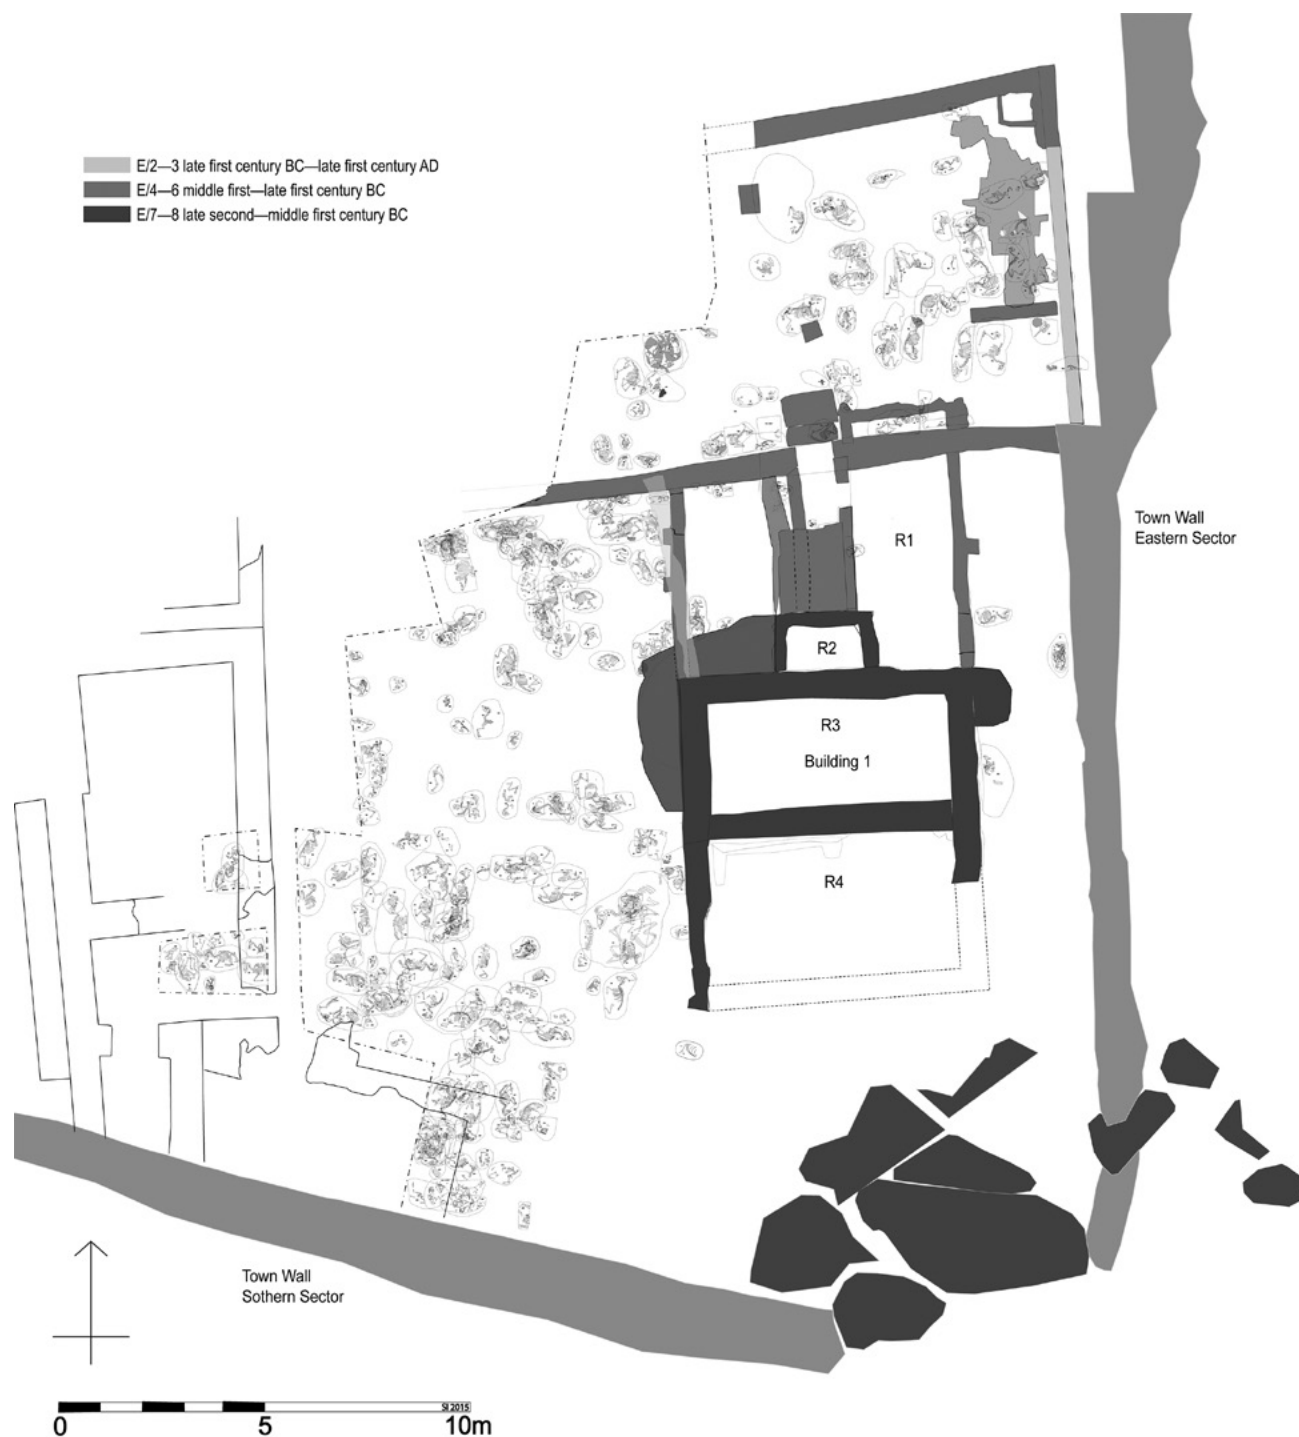 E/2—3 late first century BC—late first century AD
E/4—6 middle first—late first century BC
E/7—8 late second—middle first century BC
Town Wall
Eastern Sector
R1
R2
R3
Building 1
R4
Town Wall
Sothern Sector
SI 2015
0 5 10m